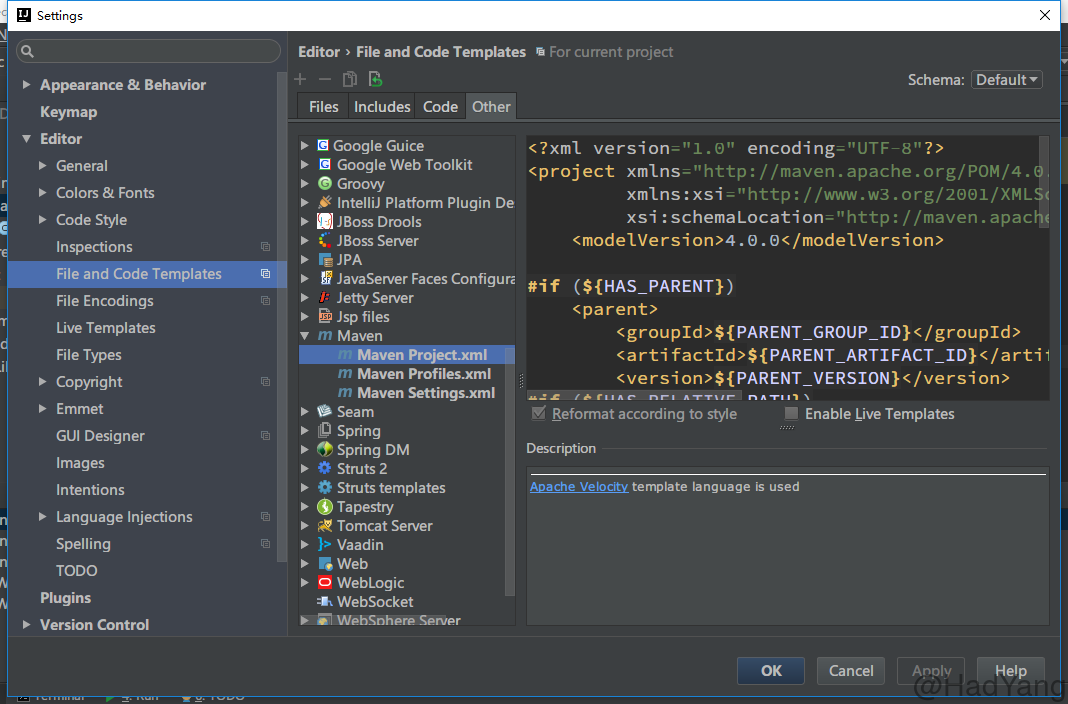 Settings
Editor › File and Code Templates For current project
Schema: Default
Files Includes Code Other
Appearance & Behavior
Keymap
Editor
General
Colors & Fonts
Code Style
Inspections
File and Code Templates
File Encodings
Live Templates
File Types
Copyright
Emmet
GUI Designer
Images
Intentions
Language Injections
Spelling
TODO
Plugins
Version Control
Google Guice
Google Web Toolkit
Groovy
IntelliJ Platform Plugin De
JBoss Drools
JBoss Server
JPA
JavaServer Faces Configura
Jetty Server
Jsp files
Maven
Maven Project.xml
Maven Profiles.xml
Maven Settings.xml
Seam
Spring
Spring DM
Struts 2
Struts templates
Tapestry
Tomcat Server
Vaadin
Web
WebLogic
WebSocket
WebSphere Server
<?xml version="1.0" encoding="UTF-8"?>
<project xmlns="http://maven.apache.org/POM/4.0.
xmlns:xsi="http://www.w3.org/2001/XMLSc
xsi:schemaLocation="http://maven.apache
<modelVersion>4.0.0</modelVersion>
#if (${HAS_PARENT})
<parent>
<groupId>${PARENT_GROUP_ID}</groupId>
<artifactId>${PARENT_ARTIFACT_ID}</artif
<version>${PARENT_VERSION}</version>
#if (${HAS_RELATIVE_PATH})
Reformat according to style Enable Live Templates
Description
Apache Velocity template language is used
OK Cancel Apply Help
@HadYang
Terminal 4: Run 6: TODO